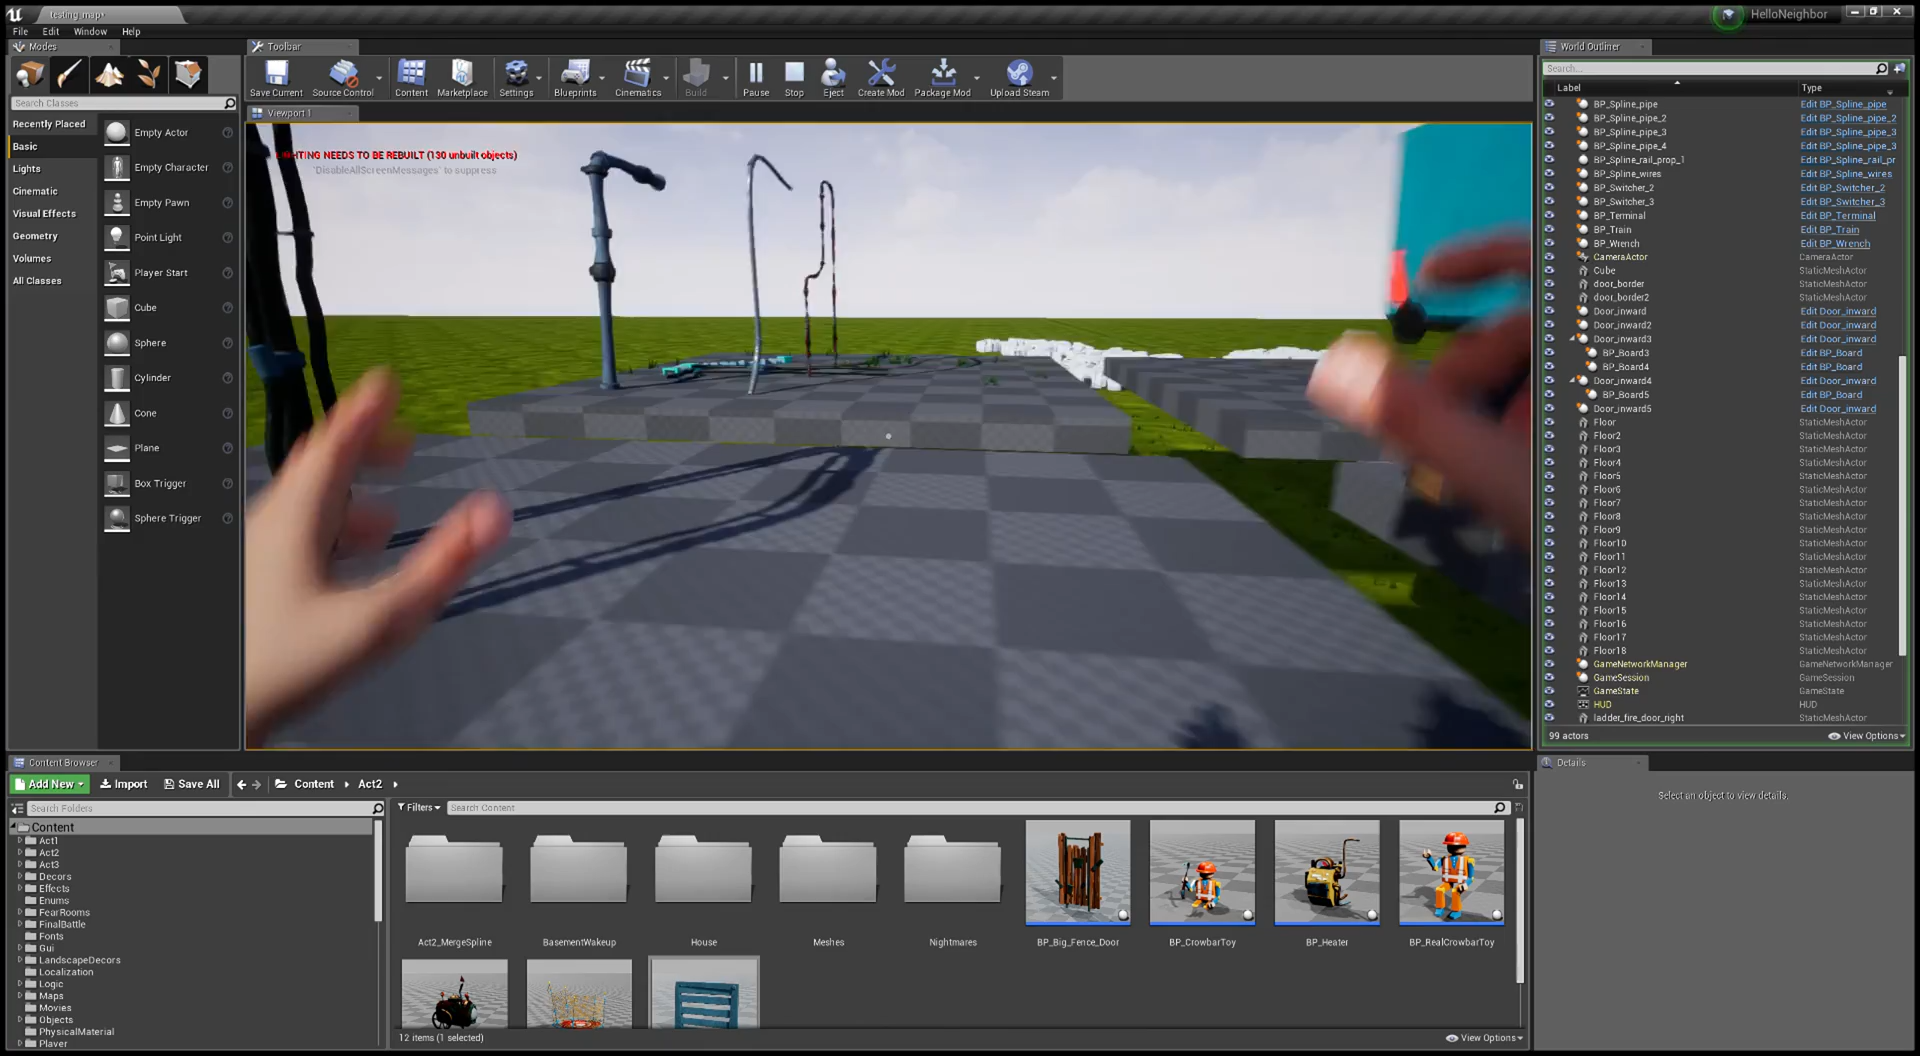 testing_map*
HelloNeighbor
File Edit Window Help
Modes
Toolbar
World Outliner
Search Classes
Recently Placed
Basic
Lights
Cinematic
Visual Effects
Geometry
Volumes
All Classes
Empty Actor
Empty Character
Empty Pawn
Point Light
Player Start
Cube
Sphere
Cylinder
Cone
Plane
Box Trigger
Sphere Trigger
Save Current
Source Control
Content
Marketplace
Settings
Blueprints
Cinematics
Build
Pause
Stop
Eject
Create Mod
Package Mod
Upload Steam
Viewport 1
LIGHTING NEEDS TO BE REBUILT (130 unbuilt objects)
'DisableAllScreenMessages' to suppress
Search...
Label Type
BP_Spline_pipe Edit BP_Spline_pipe
BP_Spline_pipe_2 Edit BP_Spline_pipe_2
BP_Spline_pipe_3 Edit BP_Spline_pipe_3
BP_Spline_pipe_4 Edit BP_Spline_pipe_3
BP_Spline_rail_prop_1 Edit BP_Spline_rail_pr
BP_Spline_wires Edit BP_Spline_wires
BP_Switcher_2 Edit BP_Switcher_2
BP_Switcher_3 Edit BP_Switcher_3
BP_Terminal Edit BP_Terminal
BP_Train Edit BP_Train
BP_Wrench Edit BP_Wrench
CameraActor CameraActor
Cube StaticMeshActor
door_border StaticMeshActor
door_border2 StaticMeshActor
Door_inward Edit Door_inward
Door_inward2 Edit Door_inward
Door_inward3 Edit Door_inward
BP_Board3 Edit BP_Board
BP_Board4 Edit BP_Board
Door_inward4 Edit Door_inward
BP_Board5 Edit BP_Board
Door_inward5 Edit Door_inward
Floor StaticMeshActor
Floor2 StaticMeshActor
Floor3 StaticMeshActor
Floor4 StaticMeshActor
Floor5 StaticMeshActor
Floor6 StaticMeshActor
Floor7 StaticMeshActor
Floor8 StaticMeshActor
Floor9 StaticMeshActor
Floor10 StaticMeshActor
Floor11 StaticMeshActor
Floor12 StaticMeshActor
Floor13 StaticMeshActor
Floor14 StaticMeshActor
Floor15 StaticMeshActor
Floor16 StaticMeshActor
Floor17 StaticMeshActor
Floor18 StaticMeshActor
GameNetworkManager GameNetworkManager
GameSession GameSession
GameState GameState
HUD HUD
ladder_fire_door_right StaticMeshActor
99 actors View Options
Content Browser
Add New Import Save All Content Act2
Search Folders
Content
Act1
Act2
Act3
Decors
Effects
Enums
FearRooms
FinalBattle
Fonts
Gui
LandscapeDecors
Localization
Logic
Maps
Movies
Objects
PhysicalMaterial
Player
Filters Search Content
Act2_MergeSpline
BasementWakeup
House
Meshes
Nightmares
BP_Big_Fence_Door
BP_CrowbarToy
BP_Heater
BP_RealCrowbarToy
12 items (1 selected) View Options
Details
Select an object to view details.